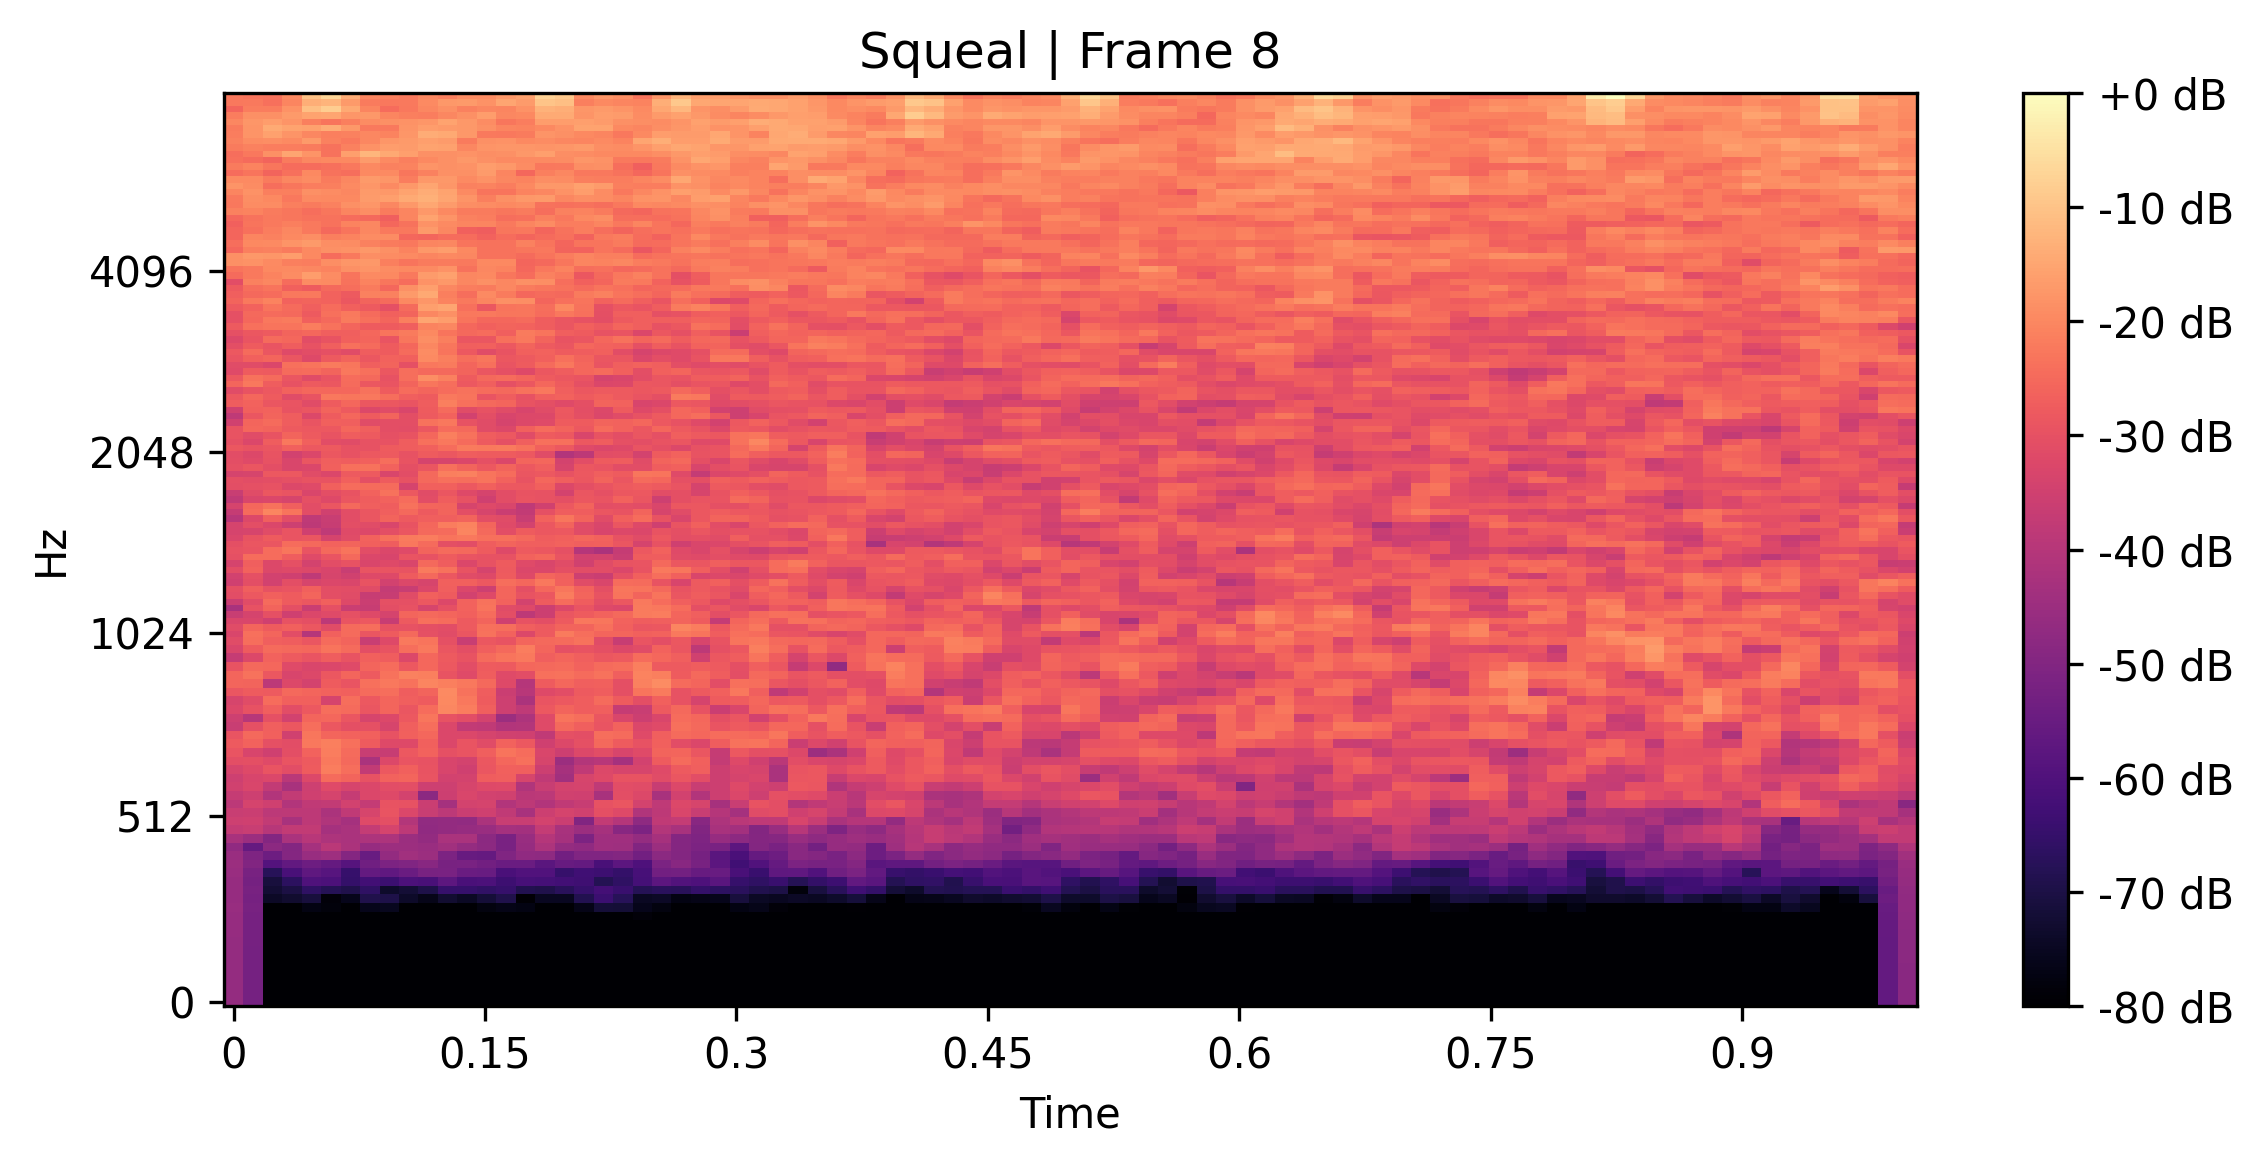 Squeal | Frame 8
Hz
4096
2048
1024
512
0
0 0.15 0.3 0.45 0.6 0.75 0.9
Time
+0 dB
-10 dB
-20 dB
-30 dB
-40 dB
-50 dB
-60 dB
-70 dB
-80 dB